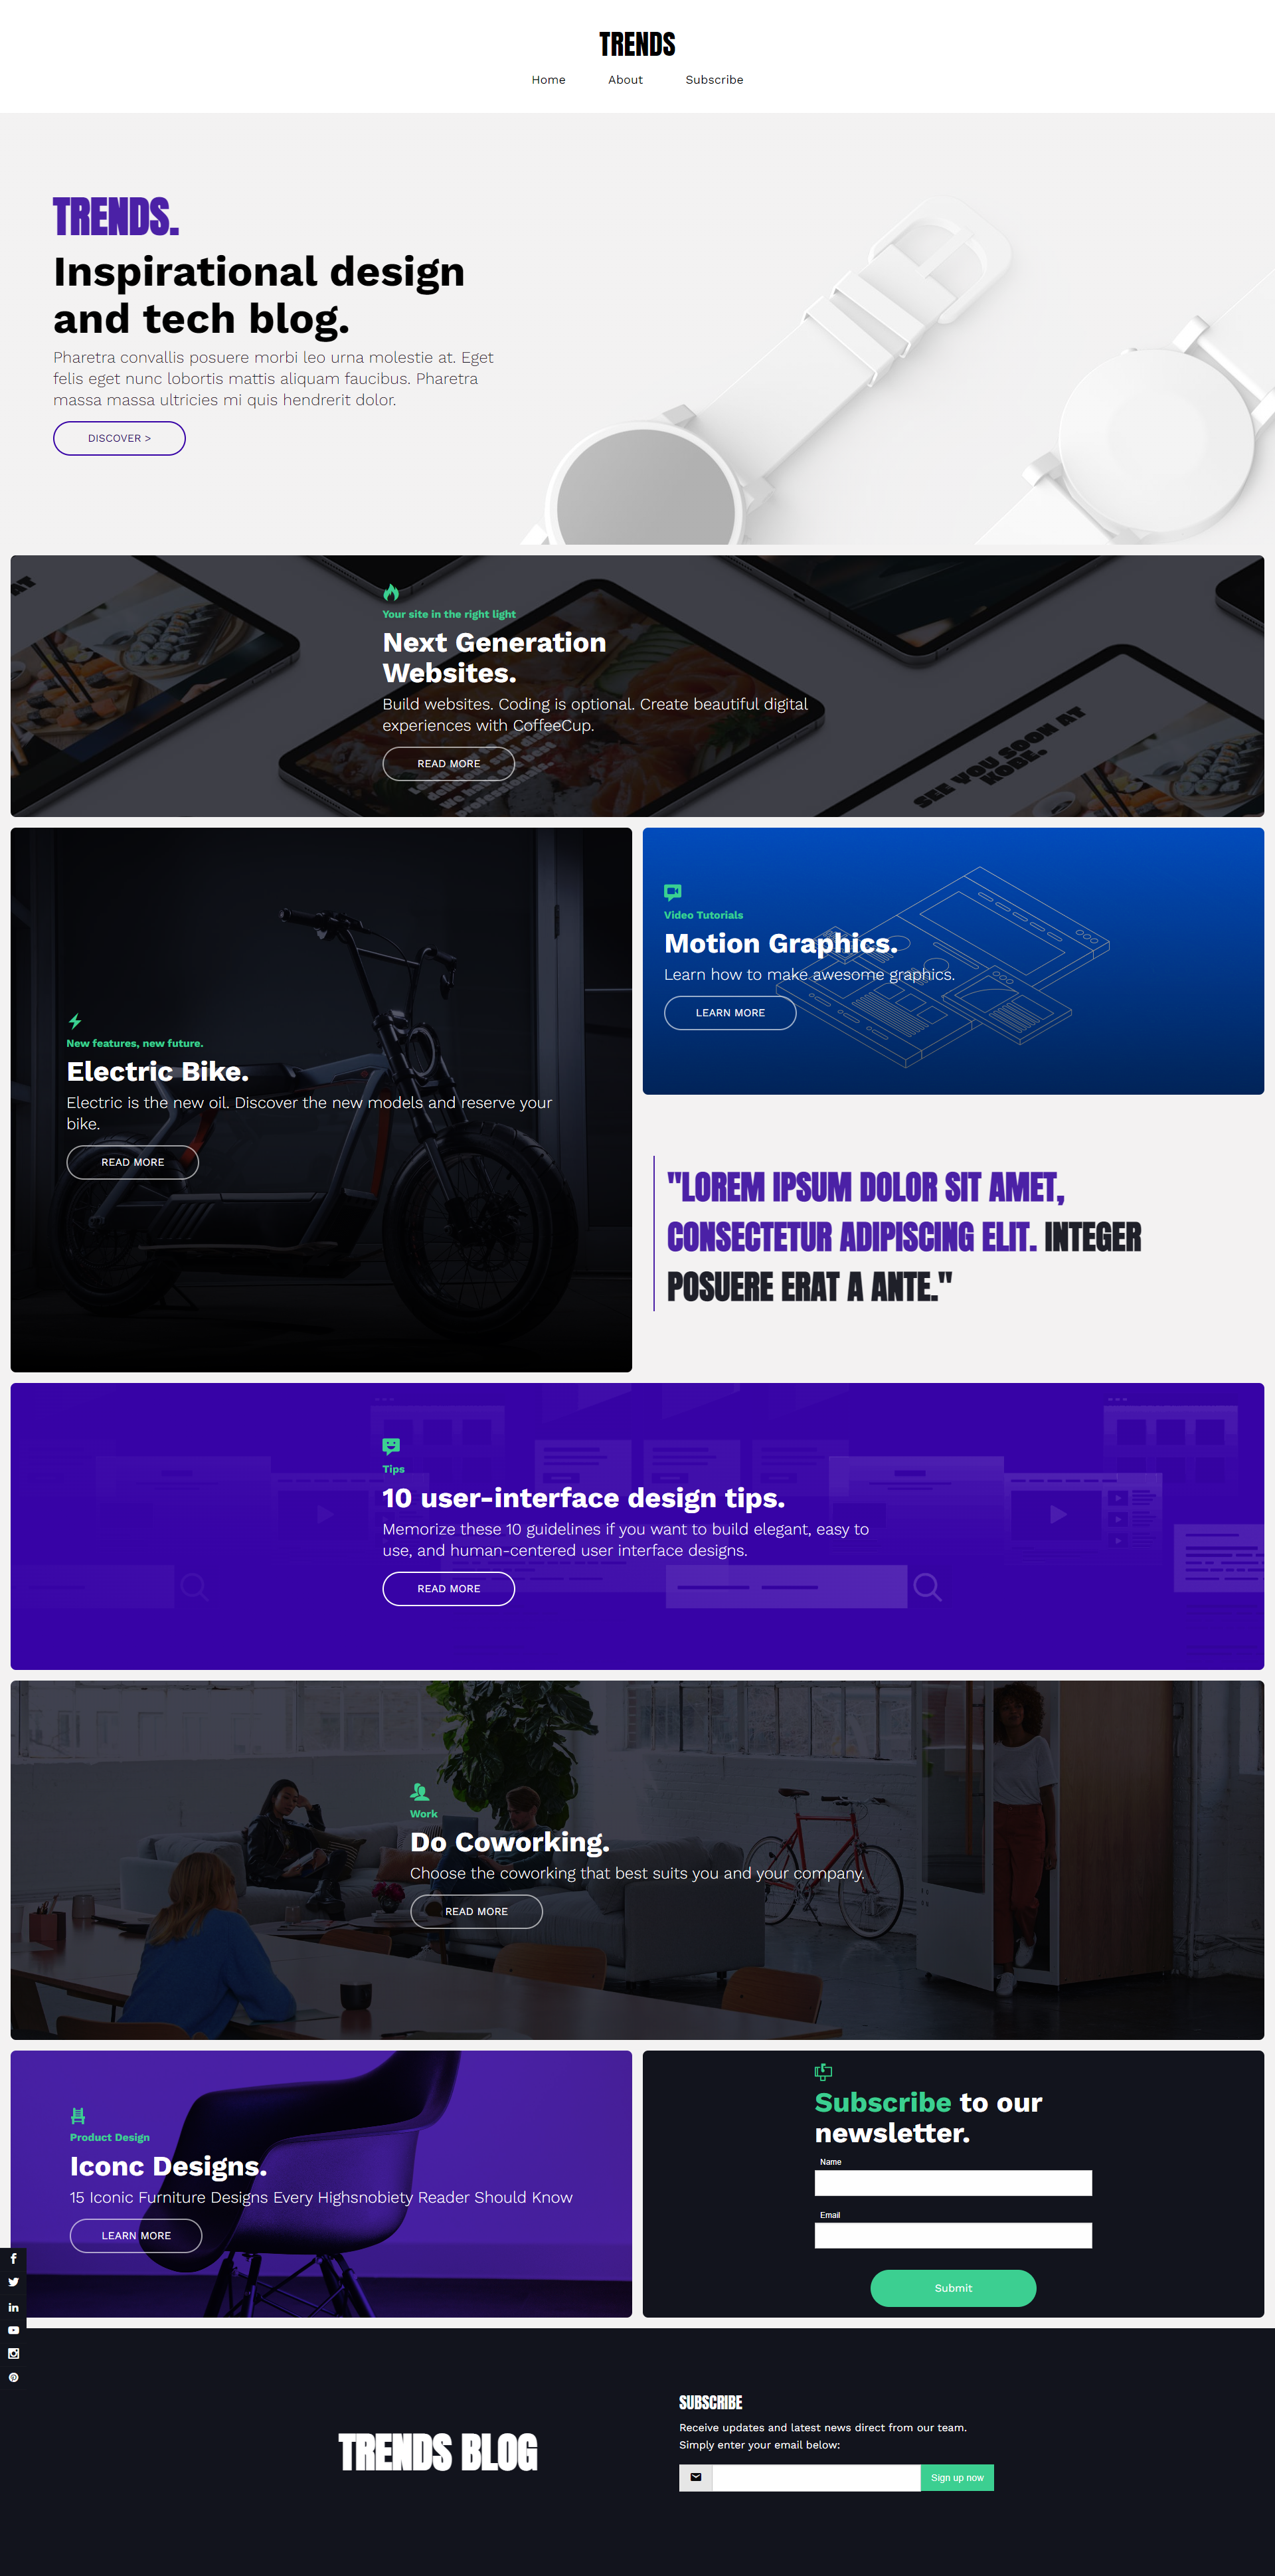 TRENDS
Home About Subscribe
TRENDS.
Inspirational design
and tech blog.
Pharetra convallis posuere morbi leo urna molestie at. Eget
felis eget nunc lobortis mattis aliquam faucibus. Pharetra
massa massa ultricies mi quis hendrerit dolor.
DISCOVER >
Your site in the right light
Next Generation
Websites.
Build websites. Coding is optional. Create beautiful digital
experiences with CoffeeCup.
READ MORE
SEE YOU SOON AT
KOBE.
New features, new future.
Electric Bike.
Electric is the new oil. Discover the new models and reserve your
bike.
READ MORE
Video Tutorials
Motion Graphics.
Learn how to make awesome graphics.
LEARN MORE
"LOREM IPSUM DOLOR SIT AMET,
CONSECTETUR ADIPISCING ELIT. INTEGER
POSUERE ERAT A ANTE."
Tips
10 user-interface design tips.
Memorize these 10 guidelines if you want to build elegant, easy to
use, and human-centered user interface designs.
READ MORE
Work
Do Coworking.
Choose the coworking that best suits you and your company.
READ MORE
Product Design
Iconc Designs.
15 Iconic Furniture Designs Every Highsnobiety Reader Should Know
LEARN MORE
Subscribe to our
newsletter.
Name
Email
Submit
TRENDS BLOG
SUBSCRIBE
Receive updates and latest news direct from our team.
Simply enter your email below:
Sign up now